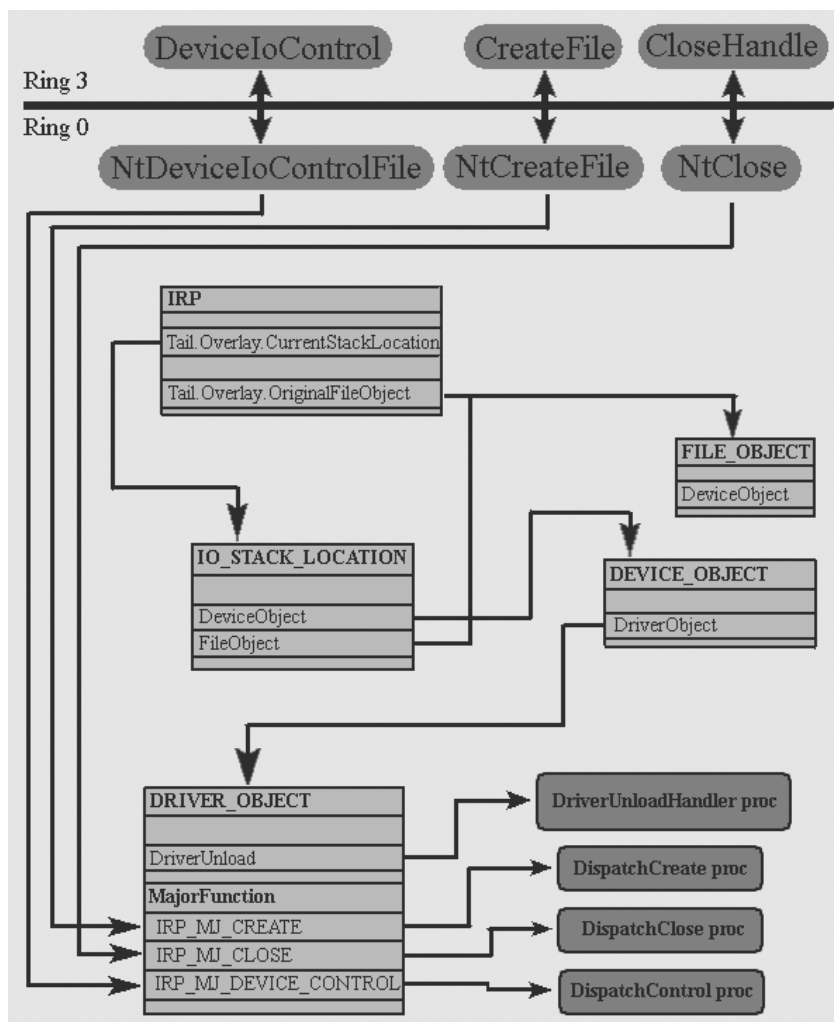 DeviceIoControl
CreateFile
CloseHandle
Ring 3
Ring 0
NtDeviceIoControlFile
NtCreateFile
NtClose
IRP
Tail.Overlay.CurrentStackLocation
Tail.Overlay.OriginalFileObject
FILE_OBJECT
DeviceObject
IO_STACK_LOCATION
DeviceObject
FileObject
DEVICE_OBJECT
DriverObject
DRIVER_OBJECT
DriverUnload
MajorFunction
IRP_MJ_CREATE
IRP_MJ_CLOSE
IRP_MJ_DEVICE_CONTROL
DriverUnloadHandler proc
DispatchCreate proc
DispatchClose proc
DispatchControl proc